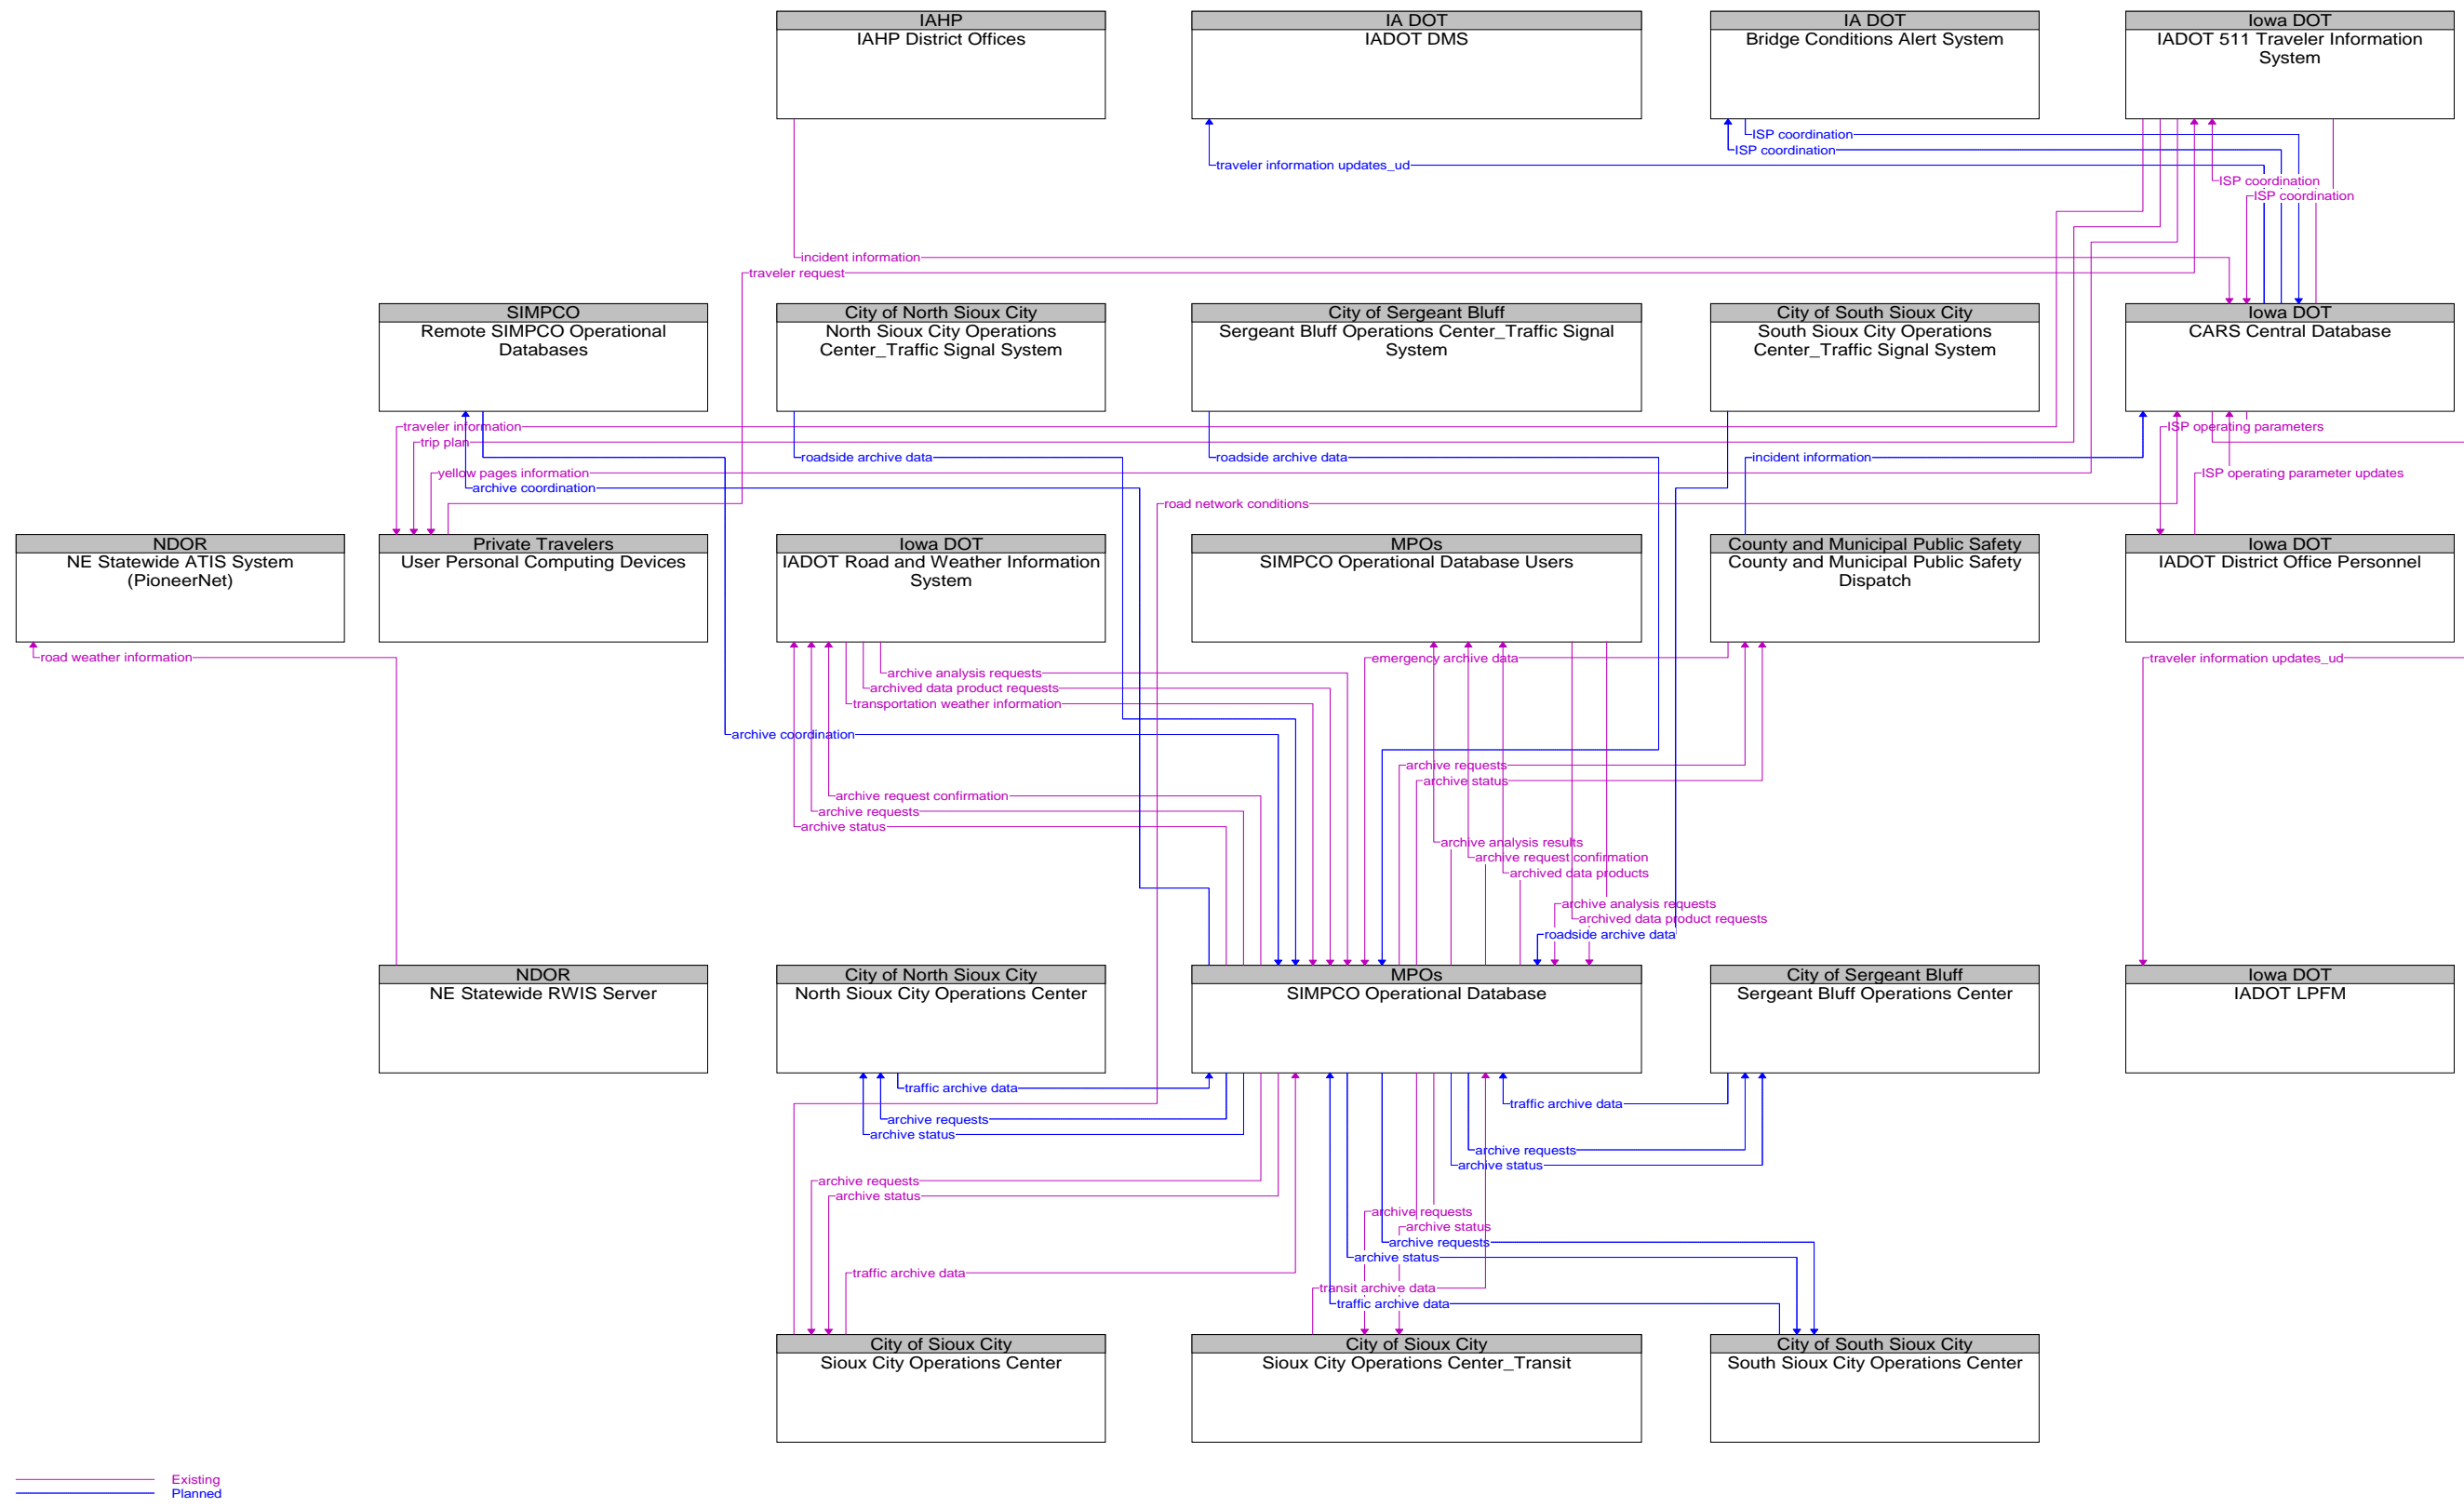 IAHP
IAHP District Offices
IA DOT
IADOT DMS
IA DOT
Bridge Conditions Alert System
Iowa DOT
IADOT 511 Traveler Information
System
ISP coordination
ISP coordination
traveler information updates_ud
ISP coordination
ISP coordination
incident information
traveler request
SIMPCO
Remote SIMPCO Operational
Databases
City of North Sioux City
North Sioux City Operations
Center_Traffic Signal System
City of Sergeant Bluff
Sergeant Bluff Operations Center_Traffic Signal
System
City of South Sioux City
South Sioux City Operations
Center_Traffic Signal System
Iowa DOT
CARS Central Database
traveler information
ISP operating parameters
trip plan
roadside archive data
roadside archive data
incident information
yellow pages information
ISP operating parameter updates
archive coordination
road network conditions
NDOR
NE Statewide ATIS System
(PioneerNet)
Private Travelers
User Personal Computing Devices
Iowa DOT
IADOT Road and Weather Information
System
MPOs
SIMPCO Operational Database Users
County and Municipal Public Safety
County and Municipal Public Safety
Dispatch
Iowa DOT
IADOT District Office Personnel
road weather information
emergency archive data
traveler information updates_ud
archive analysis requests
archived data product requests
transportation weather information
archive coordination
archive requests
archive status
archive request confirmation
archive requests
archive status
archive analysis results
archive request confirmation
archived data products
archive analysis requests
archived data product requests
roadside archive data
NDOR
NE Statewide RWIS Server
City of North Sioux City
North Sioux City Operations Center
MPOs
SIMPCO Operational Database
City of Sergeant Bluff
Sergeant Bluff Operations Center
Iowa DOT
IADOT LPFM
traffic archive data
traffic archive data
archive requests
archive status
archive requests
archive status
archive requests
archive status
archive requests
archive status
archive requests
archive status
traffic archive data
transit archive data
traffic archive data
City of Sioux City
Sioux City Operations Center
City of Sioux City
Sioux City Operations Center_Transit
City of South Sioux City
South Sioux City Operations Center
Existing
Planned